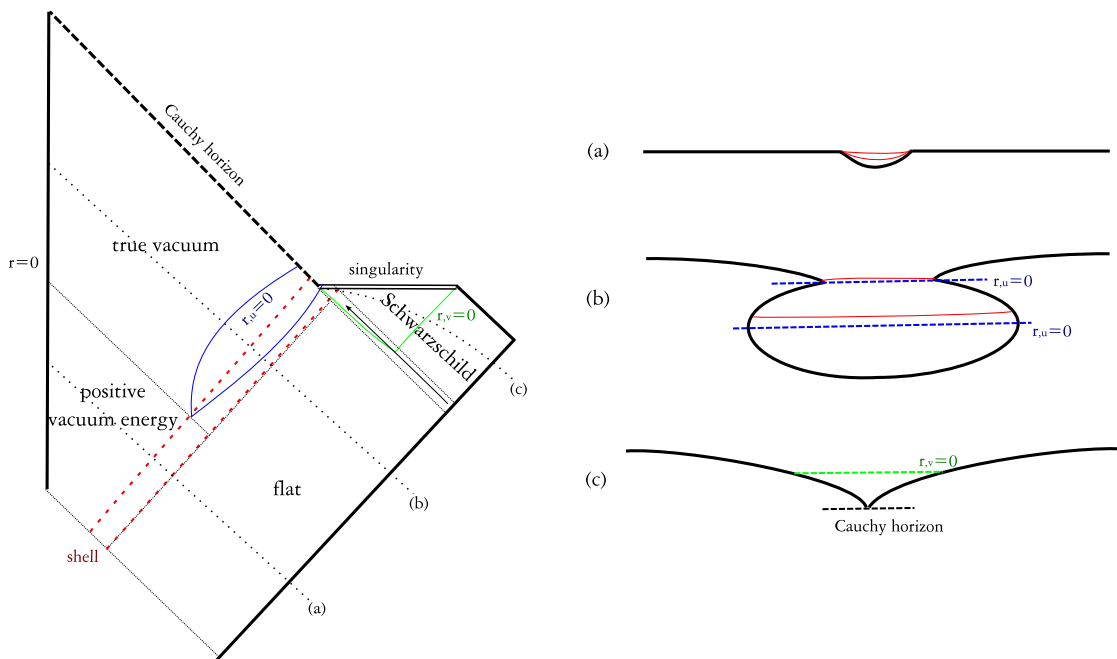 Cauchy horizon
true vacuum
r=0
r,u=0
singularity
Schwarzschild
r,v=0
positive
vacuum energy
flat
shell
(c)
(b)
(a)
(a)
(b)
r,u=0
r,u=0
(c)
r,v=0
Cauchy horizon